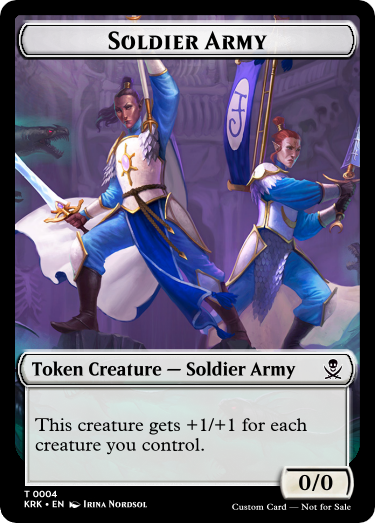 Soldier Army
Token Creature — Soldier Army
This creature gets +1/+1 for each
creature you control.
0/0
T 0004
KRK • EN Irina Nordsol
Custom Card — Not for Sale